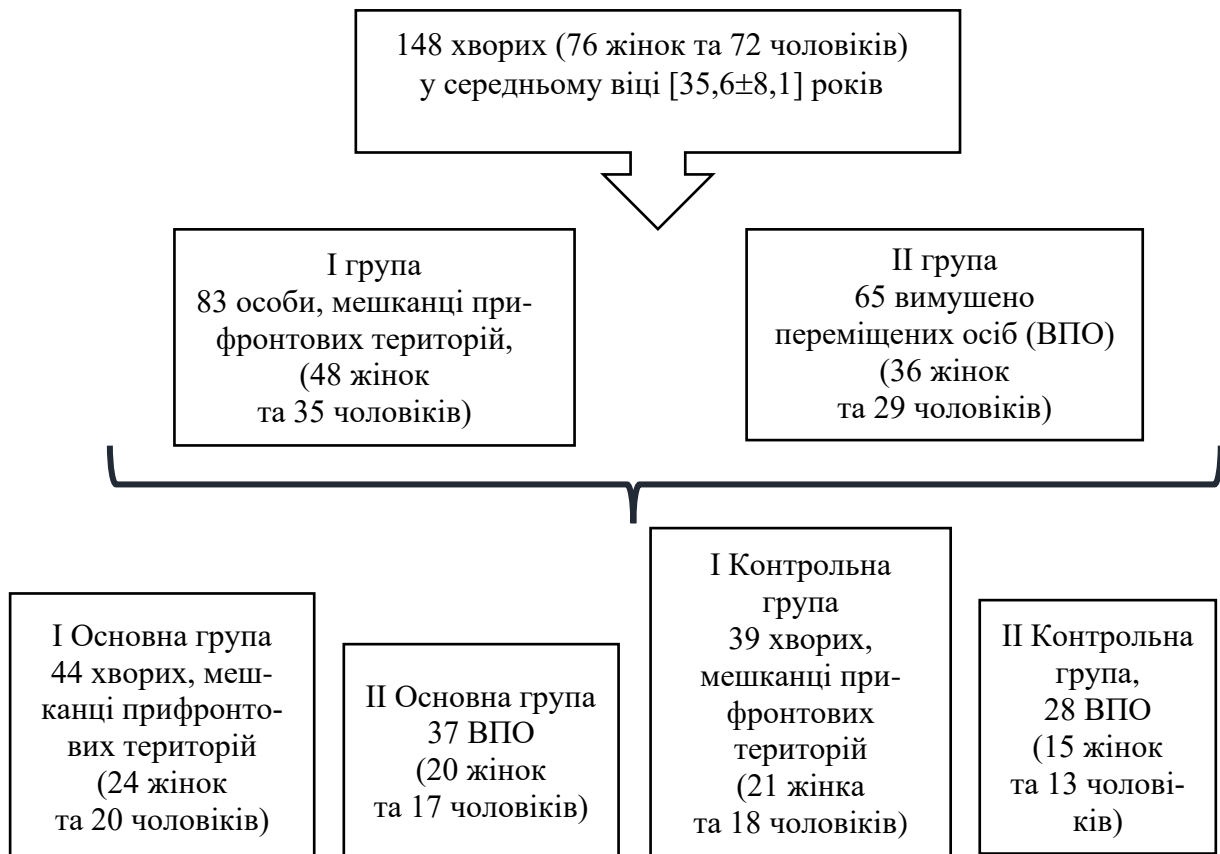 148 хворих (76 жінок та 72 чоловіків)
у середньому віці [35,6±8,1] років
І група
83 особи, мешканці при-
фронтових територій,
(48 жінок
та 35 чоловіків)
ІІ група
65 вимушено
переміщених осіб (ВПО)
(36 жінок
та 29 чоловіків)
І Основна група
44 хворих, меш-
канці прифронто-
вих територій
(24 жінок
та 20 чоловіків)
ІІ Основна група
37 ВПО
(20 жінок
та 17 чоловіків)
І Контрольна
група
39 хворих,
мешканці при-
фронтових
територій
(21 жінка
та 18 чоловіків)
ІІ Контрольна
група,
28 ВПО
(15 жінок
та 13 чолові-
ків)